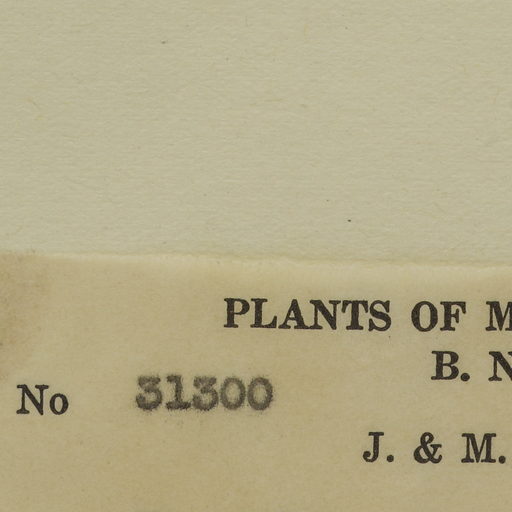 PLANTS OF M
B. N
No 31300
J. & M.